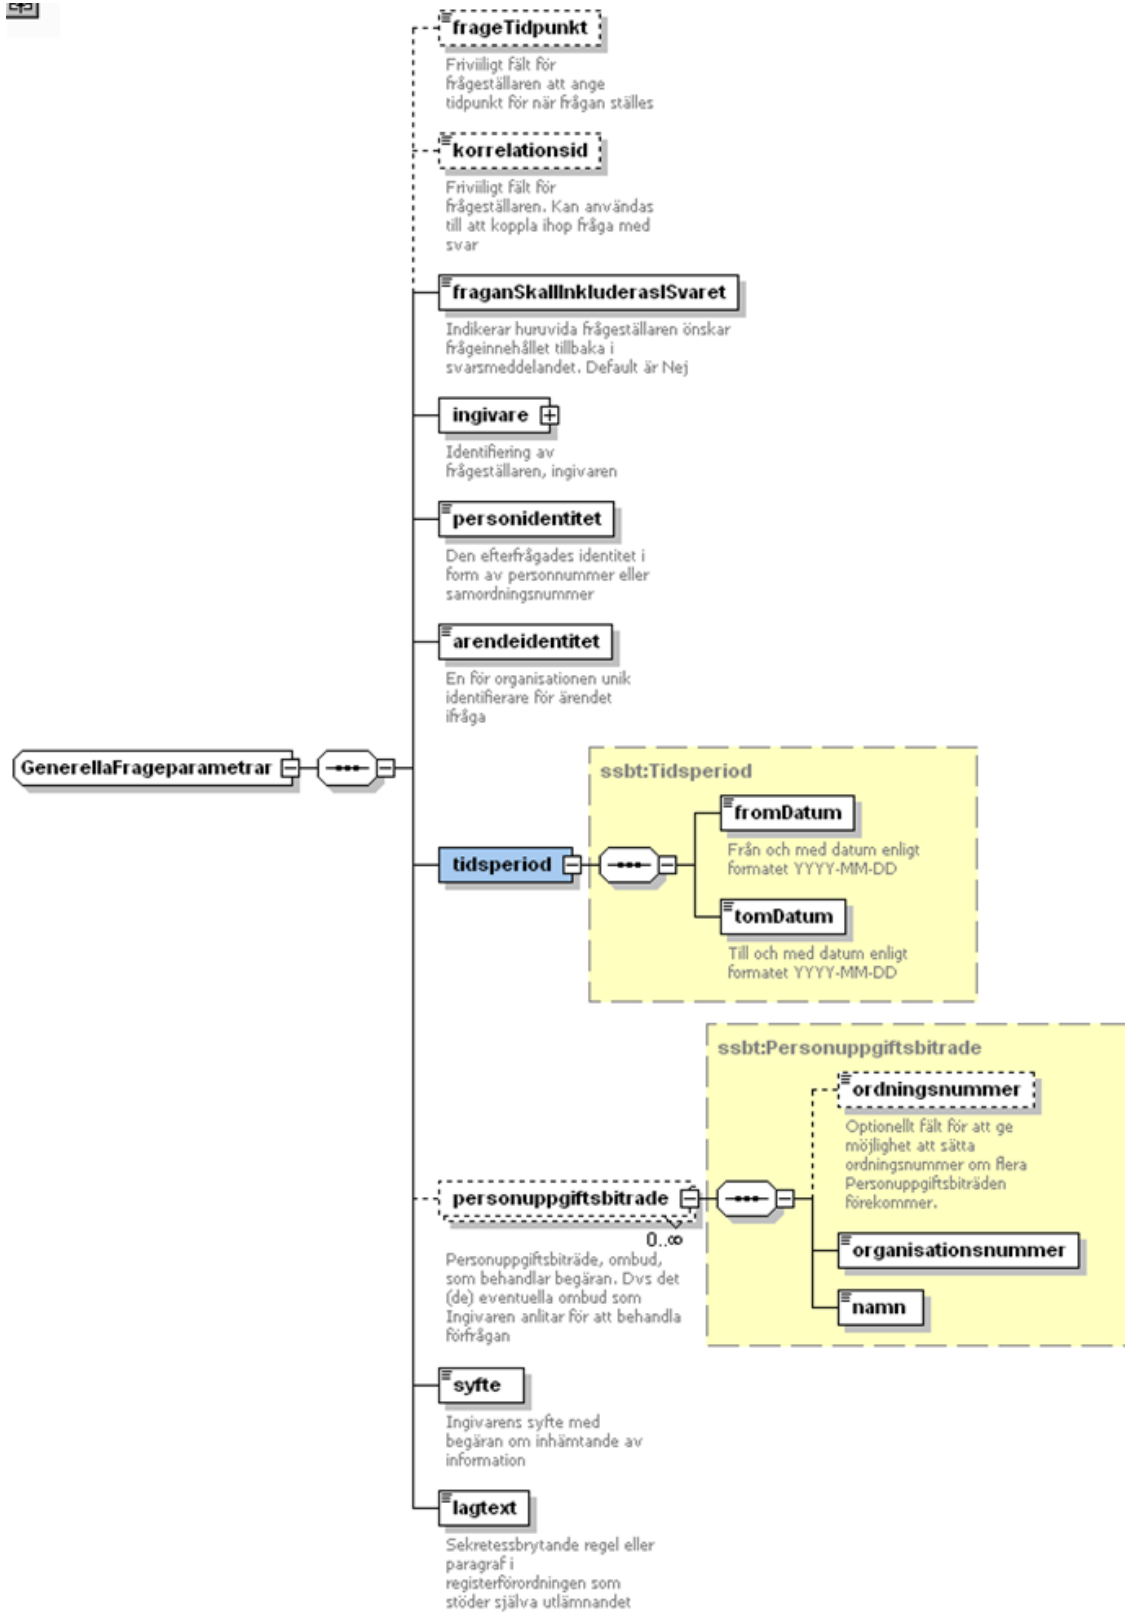 frageTidpunkt
Friviiligt fält för
frågeställaren att ange
tidpunkt för när frågan ställes
korrelationsid
Friviiligt fält för
frågeställaren. Kan användas
till att koppla ihop fråga med
svar
fraganSkallInkluderasISvaret
Indikerar huruvida frågeställaren önskar
frågeinnehållet tillbaka i
svarsmeddelandet. Default är Nej
ingivare
Identifiering av
frågeställaren, ingivaren
personidentitet
Den efterfrågades identitet i
form av personnummer eller
samordningsnummer
arendeidentitet
En för organisationen unik
identifierare för ärendet
ifråga
GenerellaFrageparametrar
ssbt:Tidsperiod
fromDatum
Från och med datum enligt
formatet YYYY-MM-DD
tidsperiod
tomDatum
Till och med datum enligt
formatet YYYY-MM-DD
ssbt:Personuppgiftsbitrade
ordningsnummer
Optionellt fält för att ge
möjlighet att sätta
ordningsnummer om flera
Personuppgiftsbiträden
förekommer.
personuppgiftsbitrade
0..∞
Personuppgiftsbiträde, ombud,
som behandlar begäran. Dvs det
(de) eventuella ombud som
Ingivaren anlitar för att behandla
förfrågan
organisationsnummer
namn
syfte
Ingivarens syfte med
begäran om inhämtande av
information
lagtext
Sekretessbrytande regel eller
paragraf i
registerförordningen som
stöder själva utlämnandet